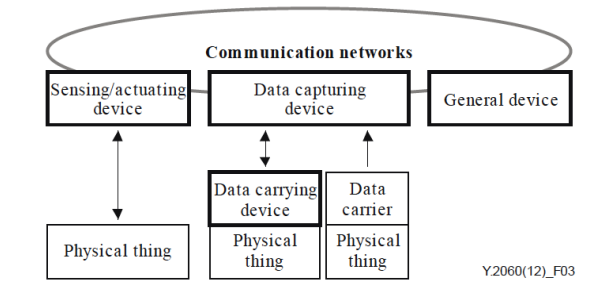 Communication networks
Sensing/actuating
device
Data capturing
device
General device
Data carrying
device
Data
carrier
Physical thing
Physical
thing
Physical
thing
Y.2060(12)_F03